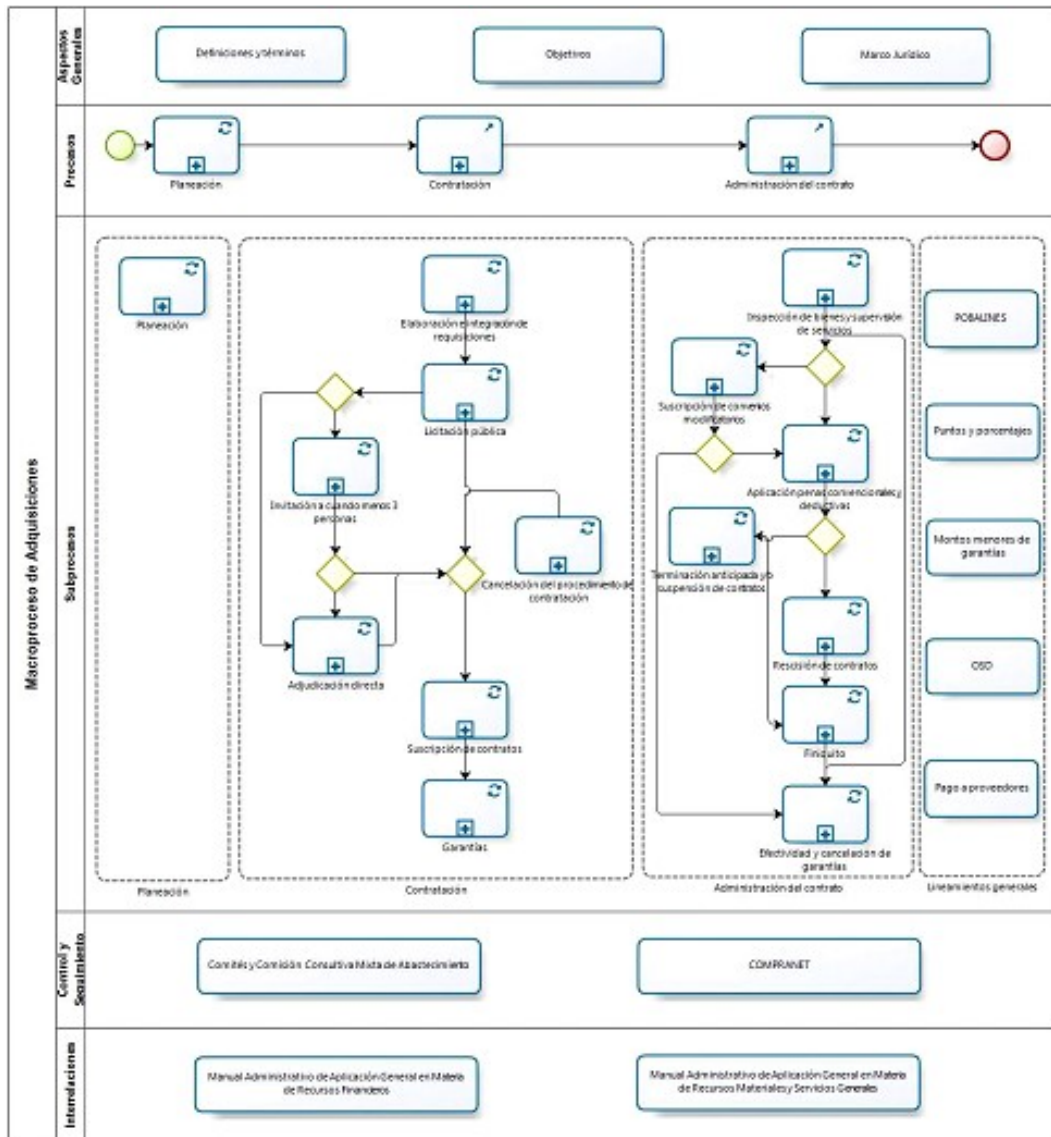 Macroproceso de Adquisiciones
Aspectos
Generales
Definiciones y términos
Objetivos
Marco Jurízico
Procesos
Planeación
Contratación
Administración del contrato
Subprocesos
Planeación
Elaboración e integración de
requisiciones
Licitación pública
Invitación a cuando menos 3
personas
Cancelación del procedimiento de
contratación
Adjudicación directa
Suscripción de contratos
Garantías
Inspección de bienes y supervisión
de servicios
Suscripción de convenios
modificatorios
Aplicación penas convencionales y
deductivas
Terminación anticipada y/o
suspención de contratos
Rescisión de contratos
Finiquito
Efectividad y cancelación de
garantías
POBALINES
Puntos y porcentajes
Montos menores de
garantías
OSD
Pago a proveedores
Planeación
Contratación
Administración del contrato
Lineamientos generales
Control y
Seguimiento
Comités y Comisión Consultiva Mixta de Abastecimiento
COMPRANET
Interrelaciones
Manual Administrativo de Aplicación General en Materia
de Recursos Financieros
Manual Administrativo de Aplicación General en Materia
de Recursos Materiales y Servicios Generales